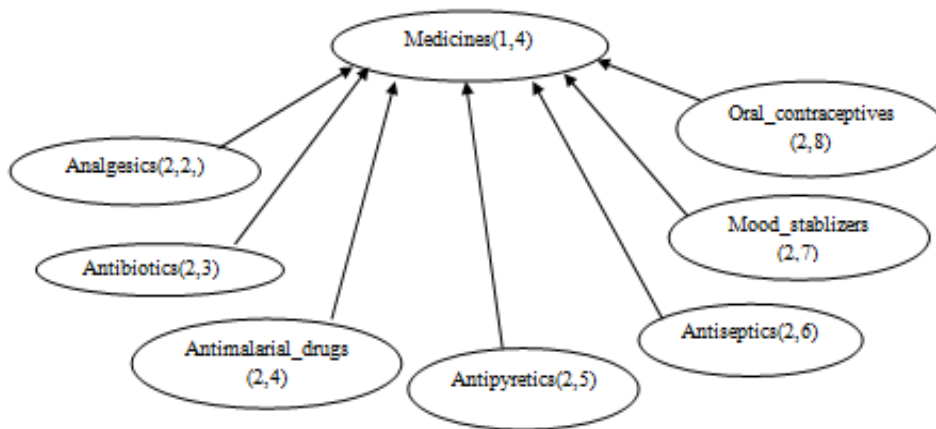 Medicines(1,4)
Oral_contraceptives
(2,8)
Analgesics(2,2,)
Mood_stablizers
(2,7)
Antibiotics(2,3)
Antiseptics(2,6)
Antimalarial_drugs
(2,4)
Antipyretics(2,5)